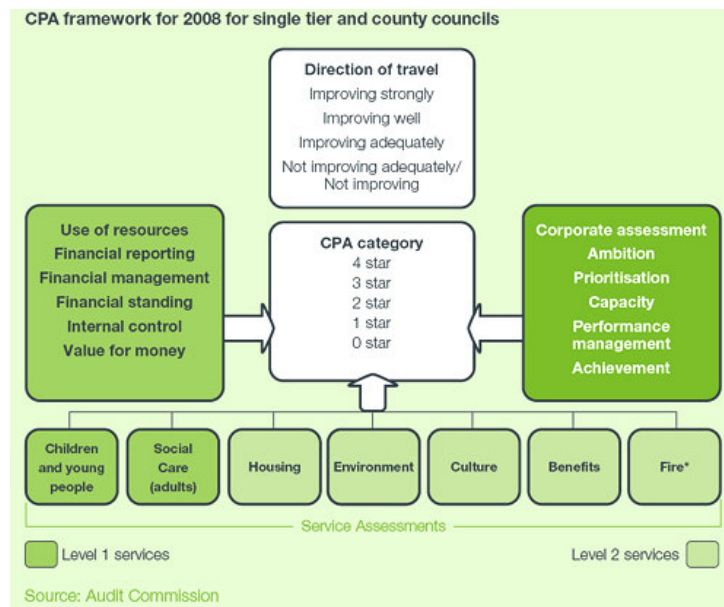 CPA framework for 2008 for single tier and county councils
Direction of travel
Improving strongly
Improving well
Improving adequately
Not improving adequately/
Not improving
Use of resources
Financial reporting
Financial management
Financial standing
Internal control
Value for money
CPA category
4 star
3 star
2 star
1 star
0 star
Corporate assessment
Ambition
Prioritisation
Capacity
Performance
management
Achievement
Children
and young
people
Social
Care
(adults)
Housing
Environment
Culture
Benefits
Fire*
Service Assessments
Level 1 services
Level 2 services
Source: Audit Commission